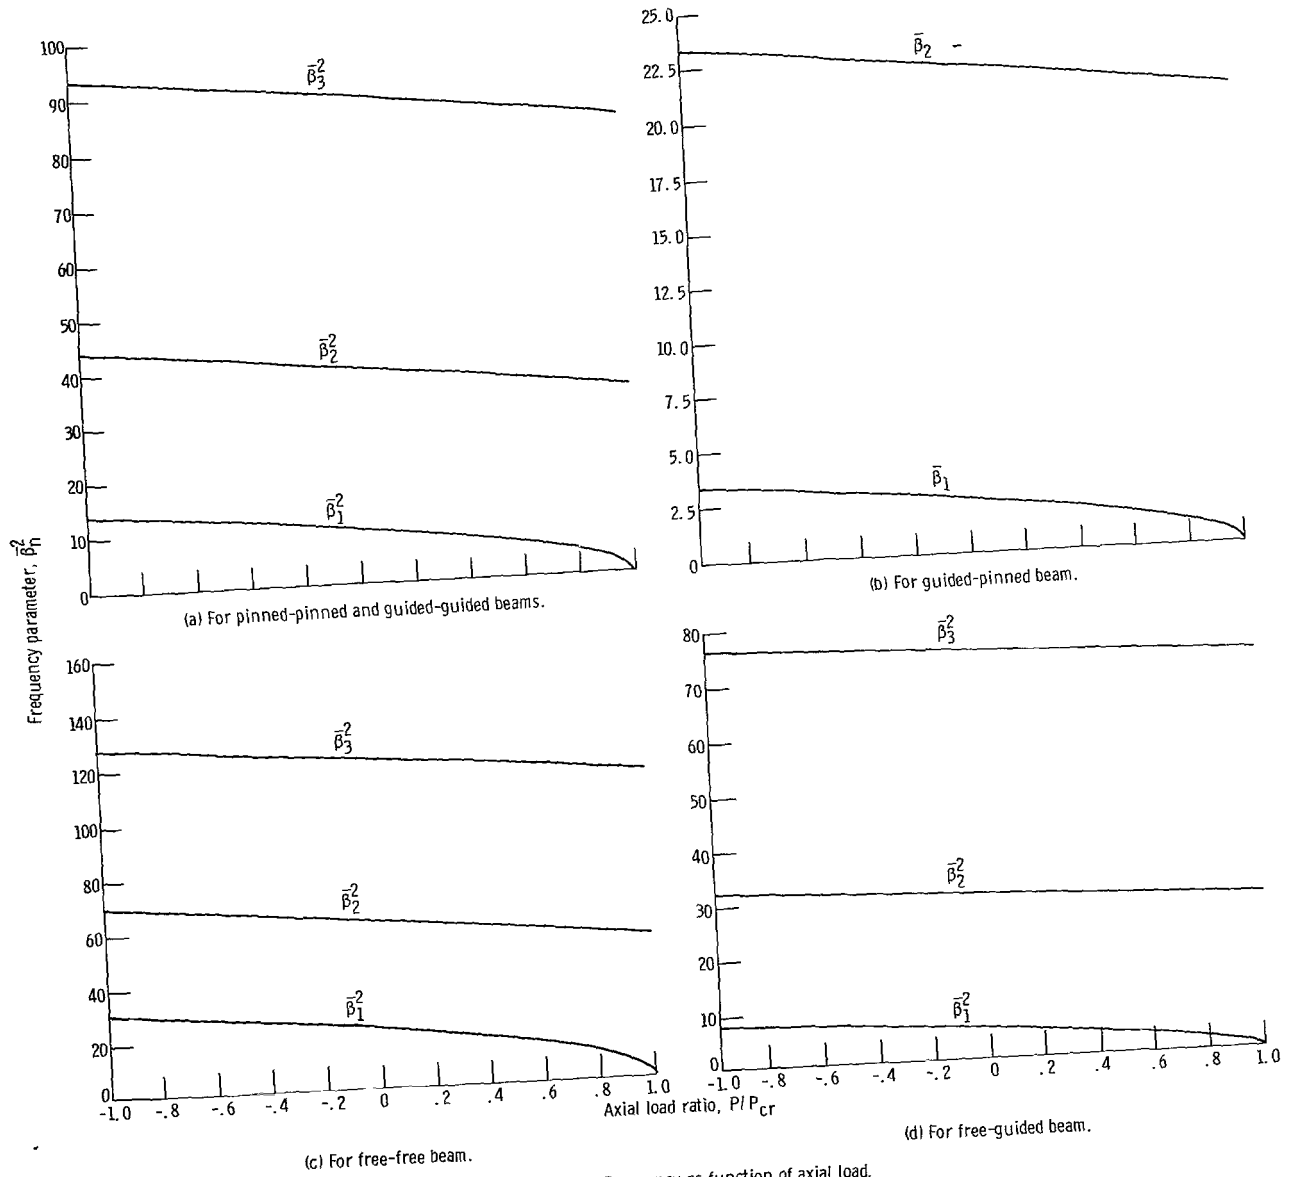 100
90
80
70
60
50
40
30
20
10
0
β̄₃²
β̄₂²
β̄₁²
(a) For pinned-pinned and guided-guided beams.
25.0
22.5
20.0
17.5
15.0
12.5
10.0
7.5
5.0
2.5
0
β̄₂
β̄₁
(b) For guided-pinned beam.
Frequency parameter, β̄ₙ²
160
140
120
100
80
60
40
20
0
β̄₃²
β̄₂²
β̄₁²
-1.0 -.8 -.6 -.4 -.2 0 .2 .4 .6 .8 1.0
(c) For free-free beam.
80
70
60
50
40
30
20
10
0
β̄₃²
β̄₂²
β̄₁²
-1.0 -.8 -.6 -.4 -.2 0 .2 .4 .6 .8 1.0
(d) For free-guided beam.
Axial load ratio, P/P_cr
function of axial load.